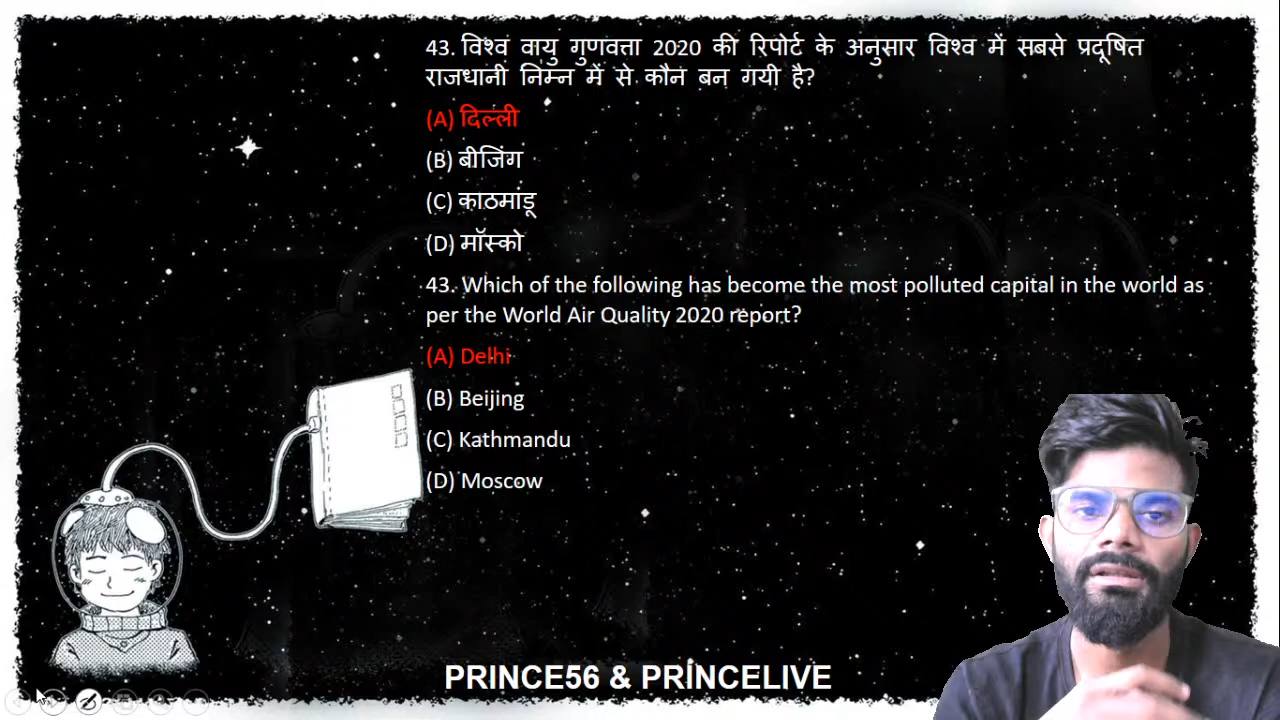 43. विश्व वायु गुणवत्ता 2020 की रिपोर्ट के अनुसार विश्व में सबसे प्रदूषित
राजधानी निम्न में से कौन बन गयी है?
(A) दिल्ली
(B) बीजिंग
(C) काठमांडू
(D) मॉस्को
43. Which of the following has become the most polluted capital in the world as
per the World Air Quality 2020 report?
(A) Delhi
(B) Beijing
(C) Kathmandu
(D) Moscow
PRINCE56 & PRINCELIVE